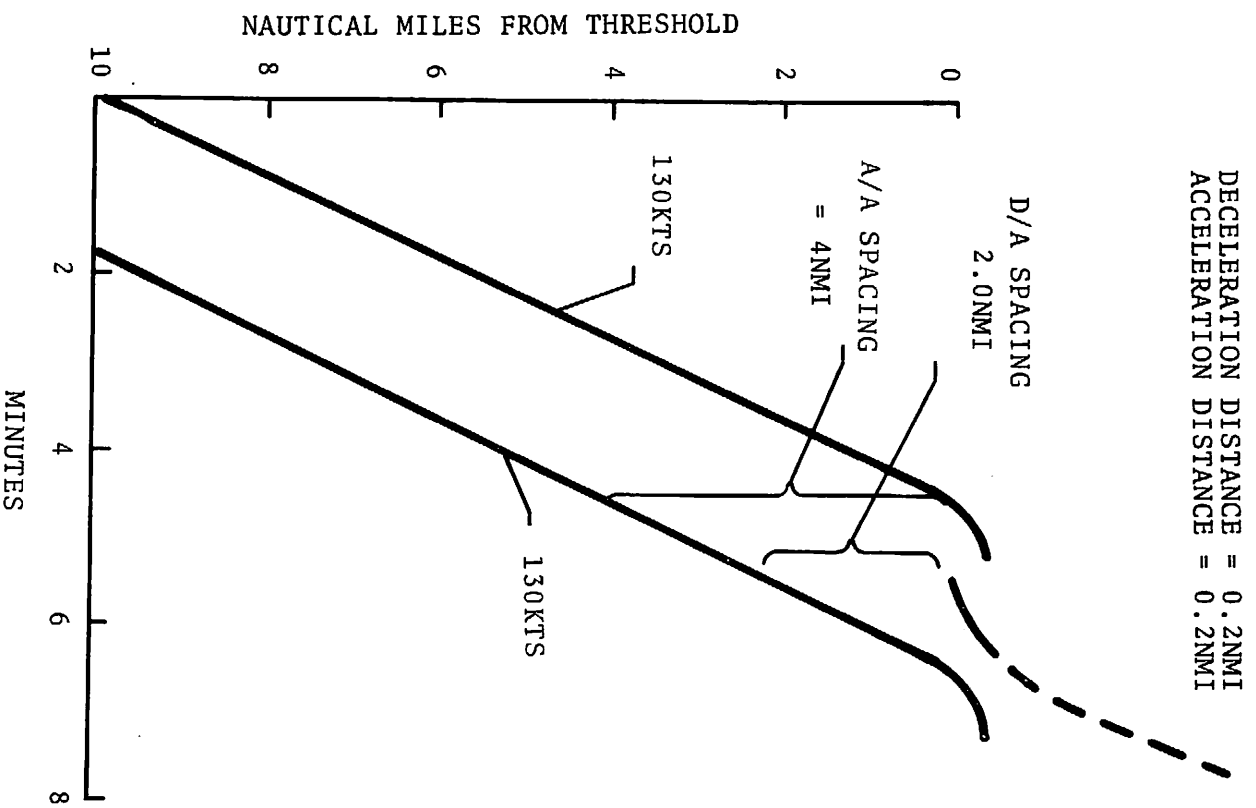 NAUTICAL MILES FROM THRESHOLD
10
8
6
4
2
0
DECELERATION DISTANCE = 0.2NMI
ACCELERATION DISTANCE = 0.2NMI
D/A SPACING
2.0NMI
A/A SPACING
= 4NMI
130KTS
130KTS
2
4
6
8
MINUTES